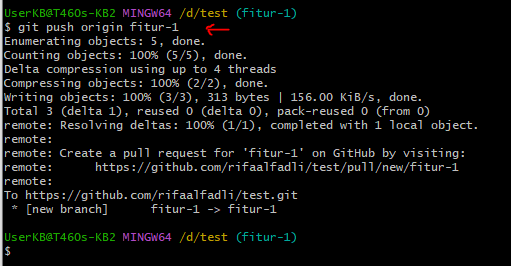 UserKB@T46Os-KB2 MINGW64 /d/test (fitur-1)
$ git push origin fitur-1
Enumerating objects: 5, done.
Counting objects: 100% (5/5), done.
Delta compression using up to 4 threads
Compressing objects: 100% (2/2), done.
Writing objects: 100% (3/3), 313 bytes | 156.00 KiB/s, done.
Total 3 (delta 1), reused 0 (delta 0), pack-reused 0 (from 0)
remote: Resolving deltas: 100% (1/1), completed with 1 local object.
remote:
remote: Create a pull request for 'fitur-1' on GitHub by visiting:
remote:      https://github.com/rifaalfadli/test/pull/new/fitur-1
remote:
To https://github.com/rifaalfadli/test.git
 * [new branch]      fitur-1 -> fitur-1
UserKB@T46Os-KB2 MINGW64 /d/test (fitur-1)
$